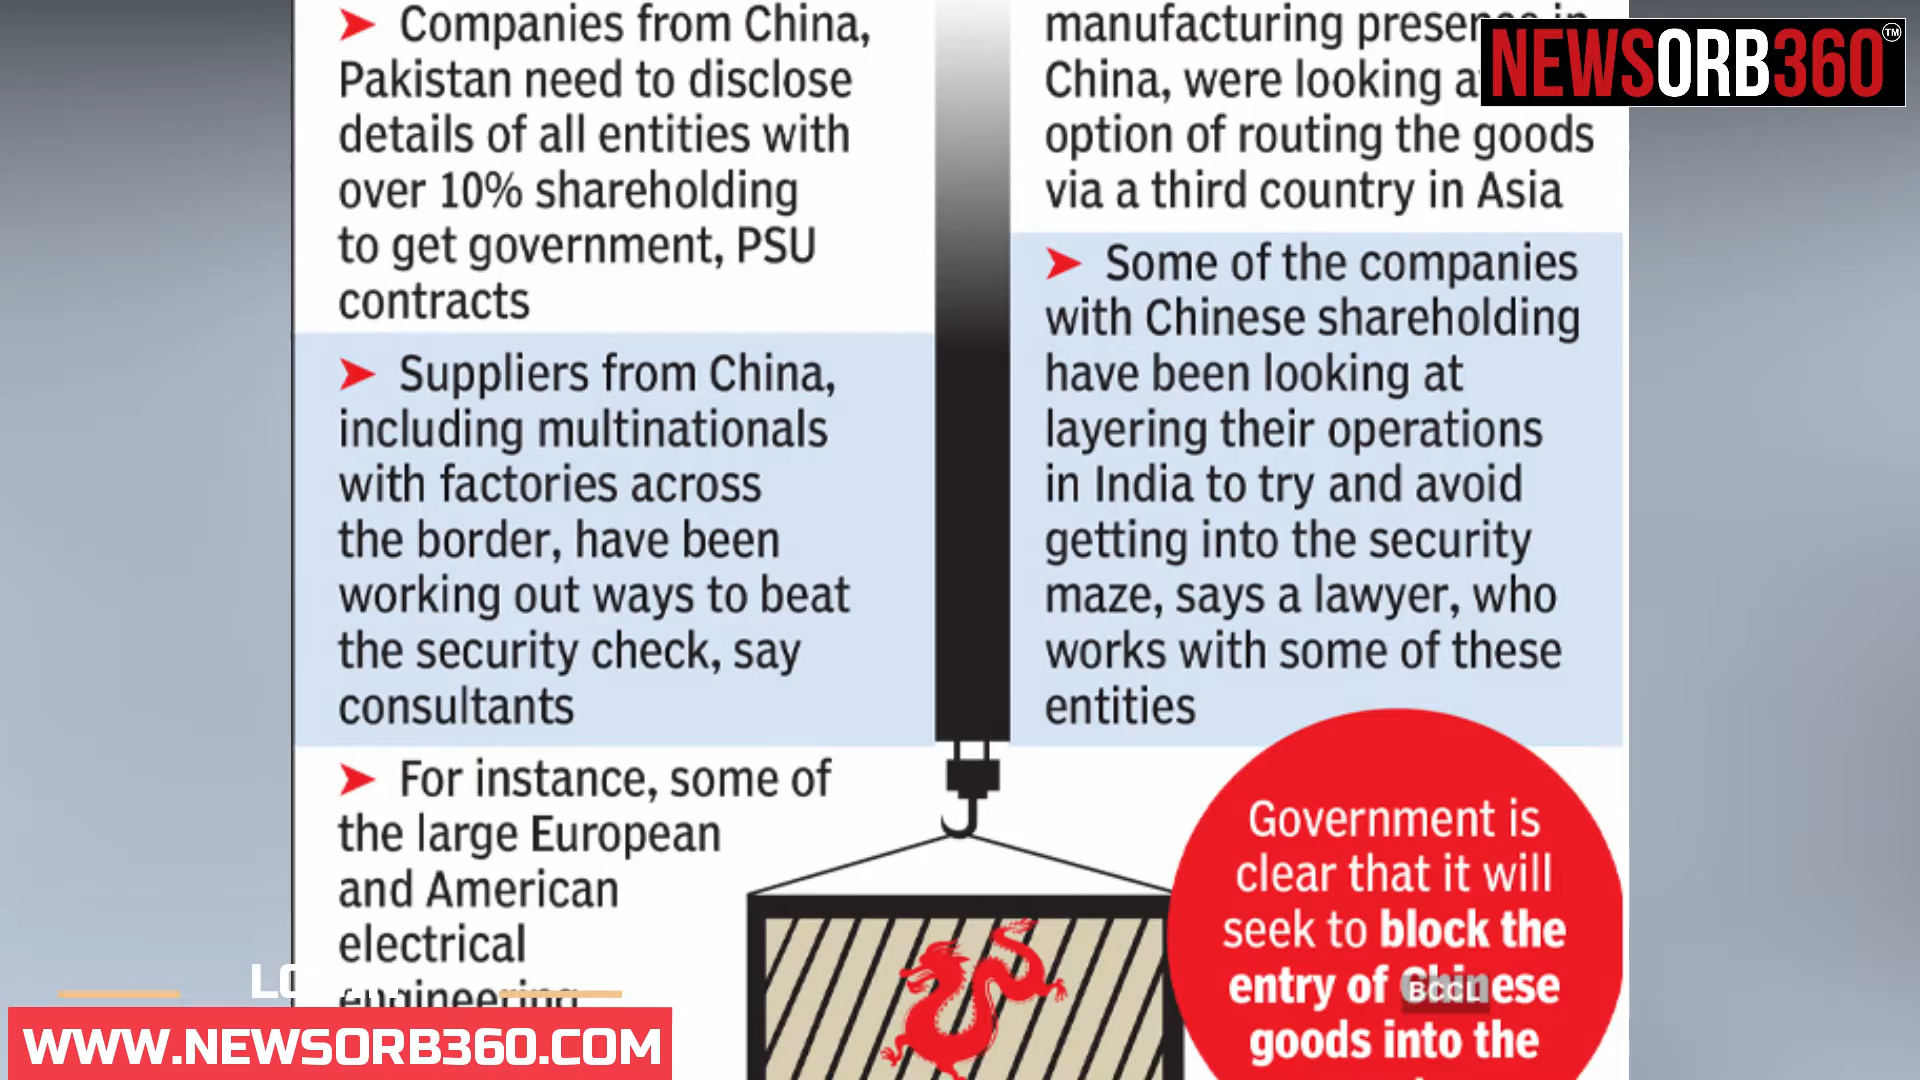 ➤ Companies from China,
Pakistan need to disclose
details of all entities with
over 10% shareholding
to get government, PSU
contracts
➤ Suppliers from China,
including multinationals
with factories across
the border, have been
working out ways to beat
the security check, say
consultants
➤ For instance, some of
the large European
and American
electrical
engineering
manufacturing presence in
China, were looking
option of routing the goods
via a third country in Asia
➤ Some of the companies
with Chinese shareholding
have been looking at
layering their operations
in India to try and avoid
getting into the security
maze, says a lawyer, who
works with some of these
entities
Government is
clear that it will
seek to block the
entry of Chinese
goods into the
BCCL
NEWSORB360™
WWW.NEWSORB360.COM